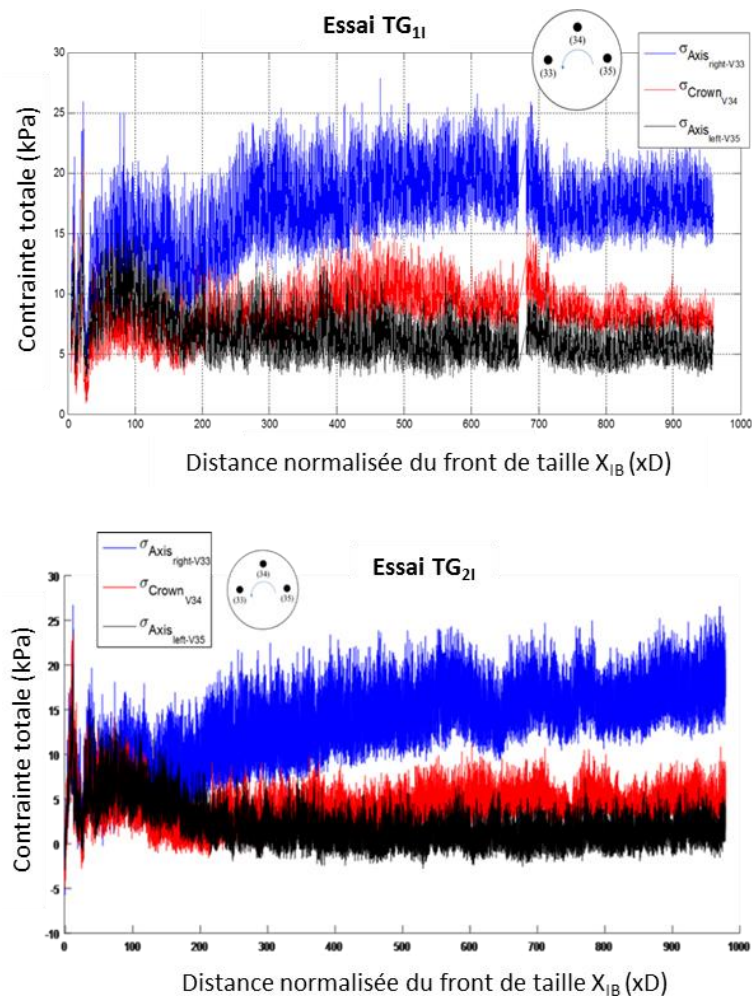 Essai TG1I
(34)
(33)
(35)
σAxis right-V33
σCrown V34
σAxis left-V35
Contrainte totale (kPa)
30
25
20
15
10
5
0
0 100 200 300 400 500 600 700 800 900 1000
Distance normalisée du front de taille XIB (xD)
σAxis right-V33
σCrown V34
σAxis left-V35
(34)
(33)
(35)
Essai TG2I
Contrainte totale (kPa)
30
25
20
15
10
5
0
-5
-10
0 100 200 300 400 500 600 700 800 900 1000
Distance normalisée du front de taille XIB (xD)